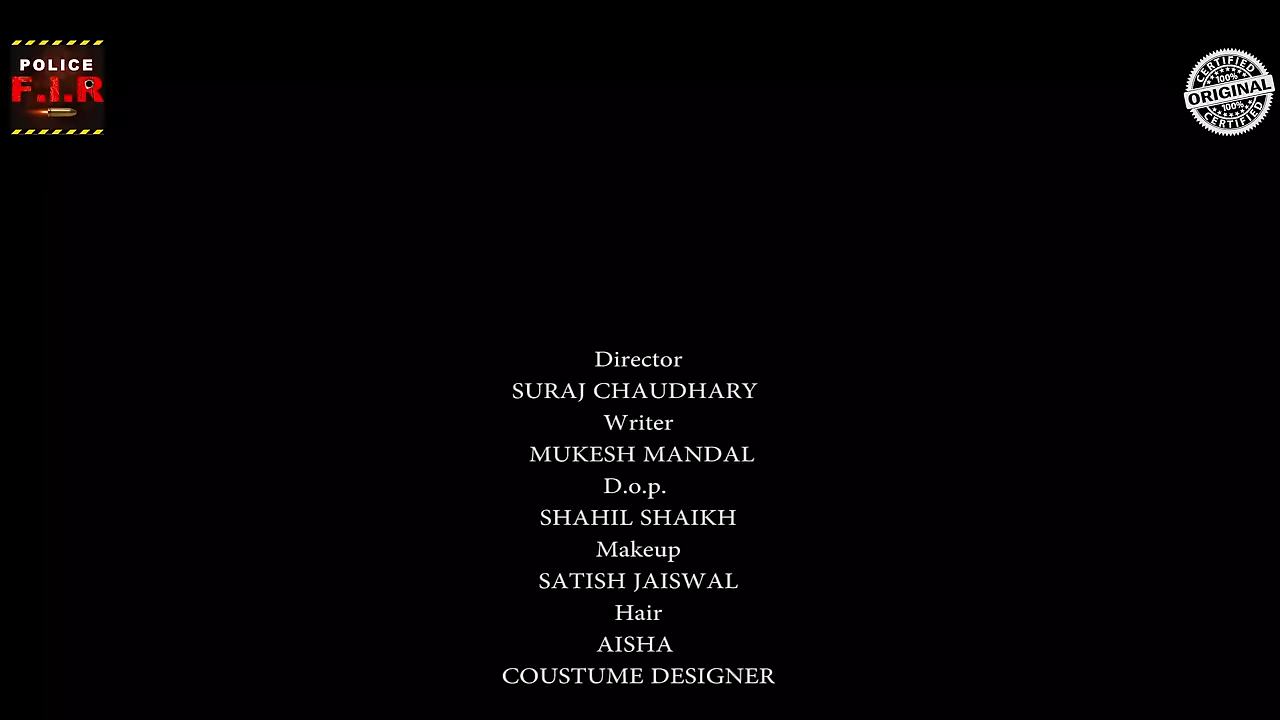 POLICE
F.I.R
CERTIFIED
100%
ORIGINAL
100%
CERTIFIED
Director
SURAJ CHAUDHARY
Writer
MUKESH MANDAL
D.o.p.
SHAHIL SHAIKH
Makeup
SATISH JAISWAL
Hair
AISHA
COUSTUME DESIGNER